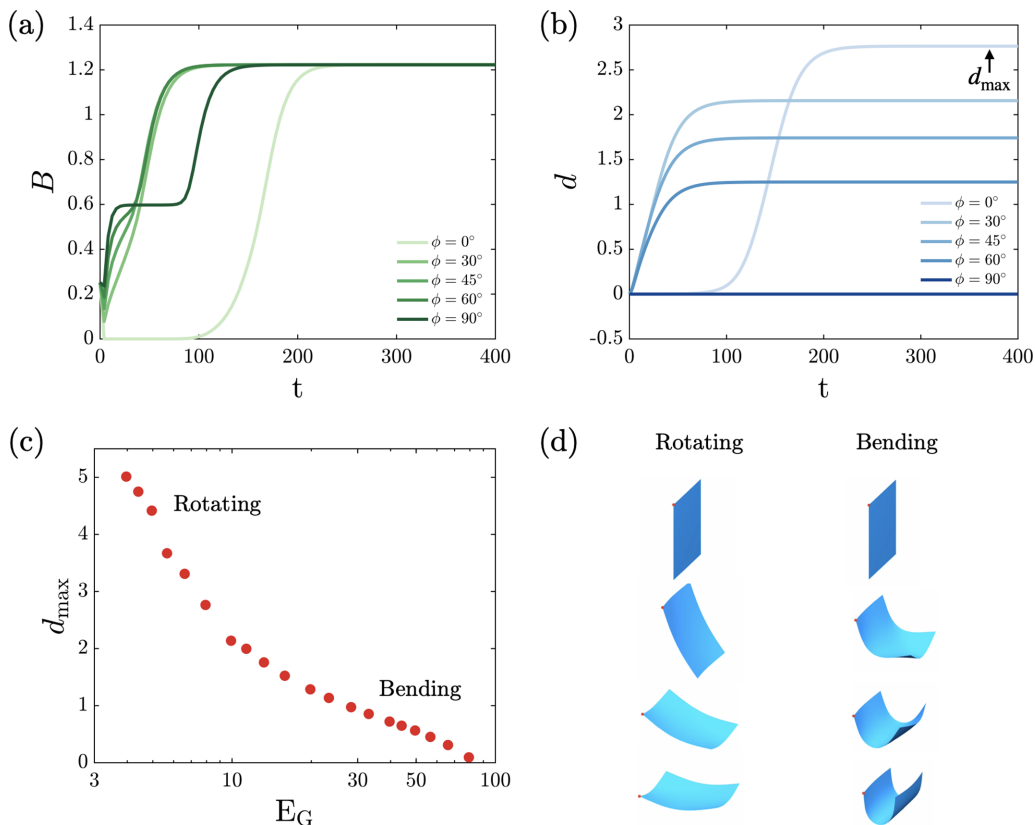 (a)
1.4
1.2
1
0.8
0.6
0.4
0.2
0
B
0
100
200
300
400
t
ϕ = 0°
ϕ = 30°
ϕ = 45°
ϕ = 60°
ϕ = 90°
(b)
3
2.5
2
1.5
1
0.5
0
-0.5
d
0
100
200
300
400
t
d_max
ϕ = 0°
ϕ = 30°
ϕ = 45°
ϕ = 60°
ϕ = 90°
(c)
5
4
3
2
1
0
d_max
3
10
30
50
100
E_G
Rotating
Bending
(d)
Rotating
Bending